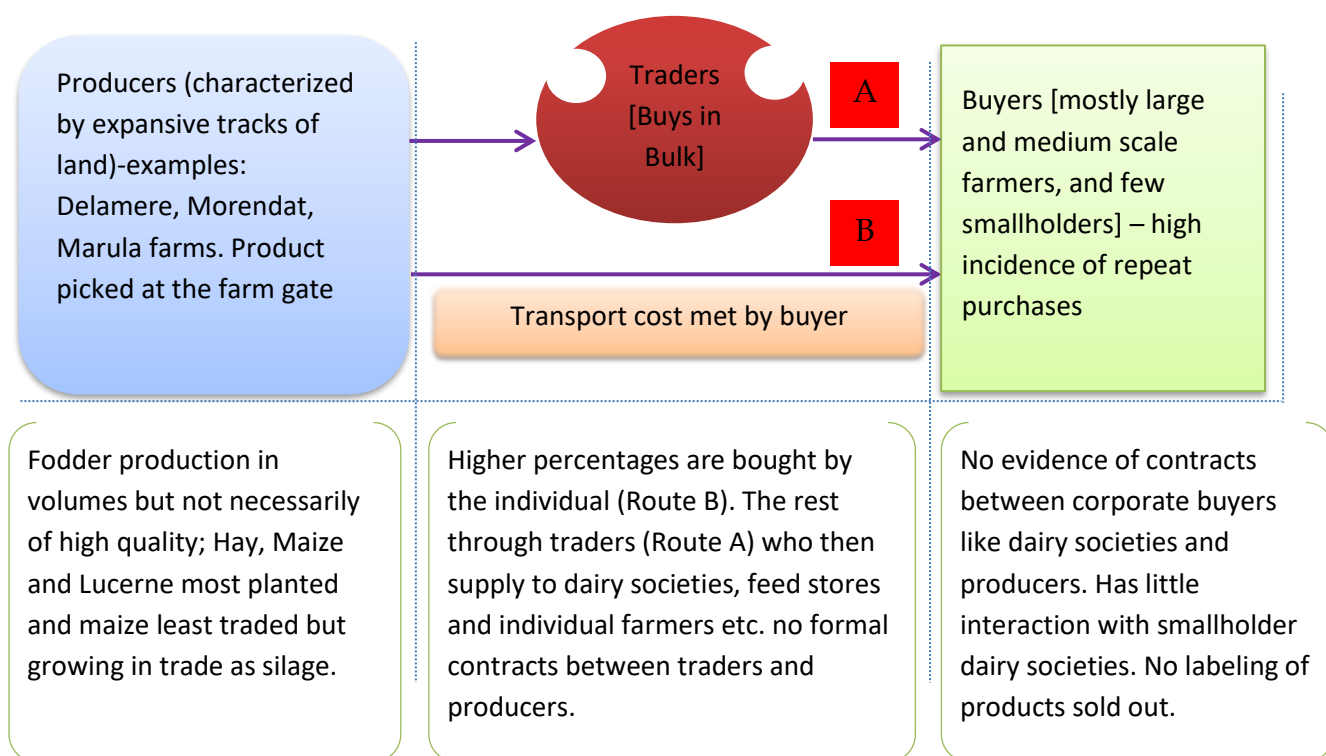 Producers (characterized
by expansive tracks of
land)-examples:
Delamere, Morendat,
Marula farms. Product
picked at the farm gate
Traders
[Buys in
Bulk]
A
B
Transport cost met by buyer
Buyers [mostly large
and medium scale
farmers, and few
smallholders] – high
incidence of repeat
purchases
Fodder production in
volumes but not necessarily
of high quality; Hay, Maize
and Lucerne most planted
and maize least traded but
growing in trade as silage.
Higher percentages are bought by
the individual (Route B). The rest
through traders (Route A) who then
supply to dairy societies, feed stores
and individual farmers etc. no formal
contracts between traders and
producers.
No evidence of contracts
between corporate buyers
like dairy societies and
producers. Has little
interaction with smallholder
dairy societies. No labeling of
products sold out.